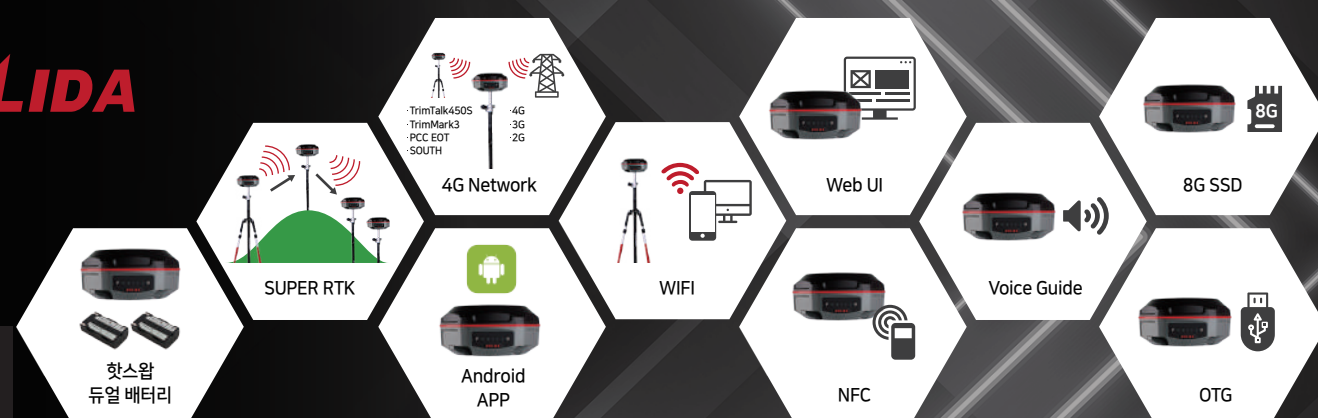 LIDA
·TrimTalk450S
·TrimMark3
·PCC EOT
·SOUTH
·4G
·3G
·2G
4G Network
Web UI
8G
8G SSD
SUPER RTK
WIFI
Voice Guide
핫스왑
듀얼 배터리
Android
APP
NFC
OTG